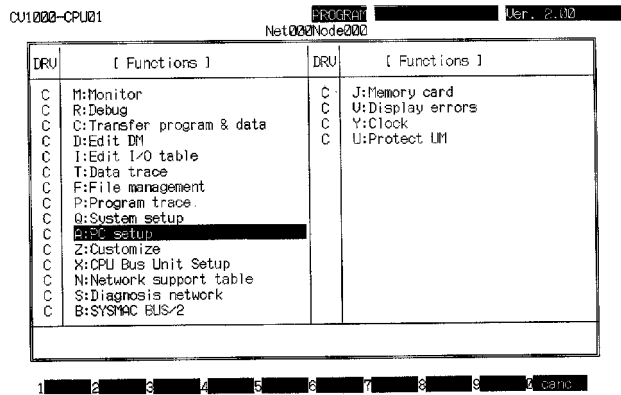 CV1000-CPU01 PROGRAM Ver. 2.00
Net000Node000
DRV [ Functions ] DRV [ Functions ]
C M:Monitor C J:Memory card
C R:Debug C V:Display errors
C C:Transfer program & data C Y:Clock
C D:Edit DM C U:Protect UM
C I:Edit I/O table
C T:Data trace
C F:File management
C P:Program trace
C Q:System setup
C A:PC setup
C Z:Customize
C X:CPU Bus Unit Setup
C N:Network support table
C S:Diagnosis network
C B:SYSMAC BUS/2
1 2 3 4 5 6 7 8 9 0 canc